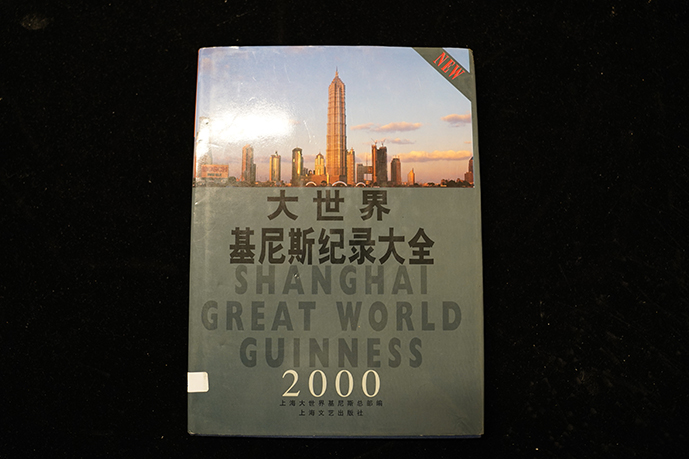 NEW
大世界
基尼斯纪录大全
SHANGHAI
GREAT WORLD
GUINNESS
2000
上海大世界基尼斯总部编
上海文艺出版社